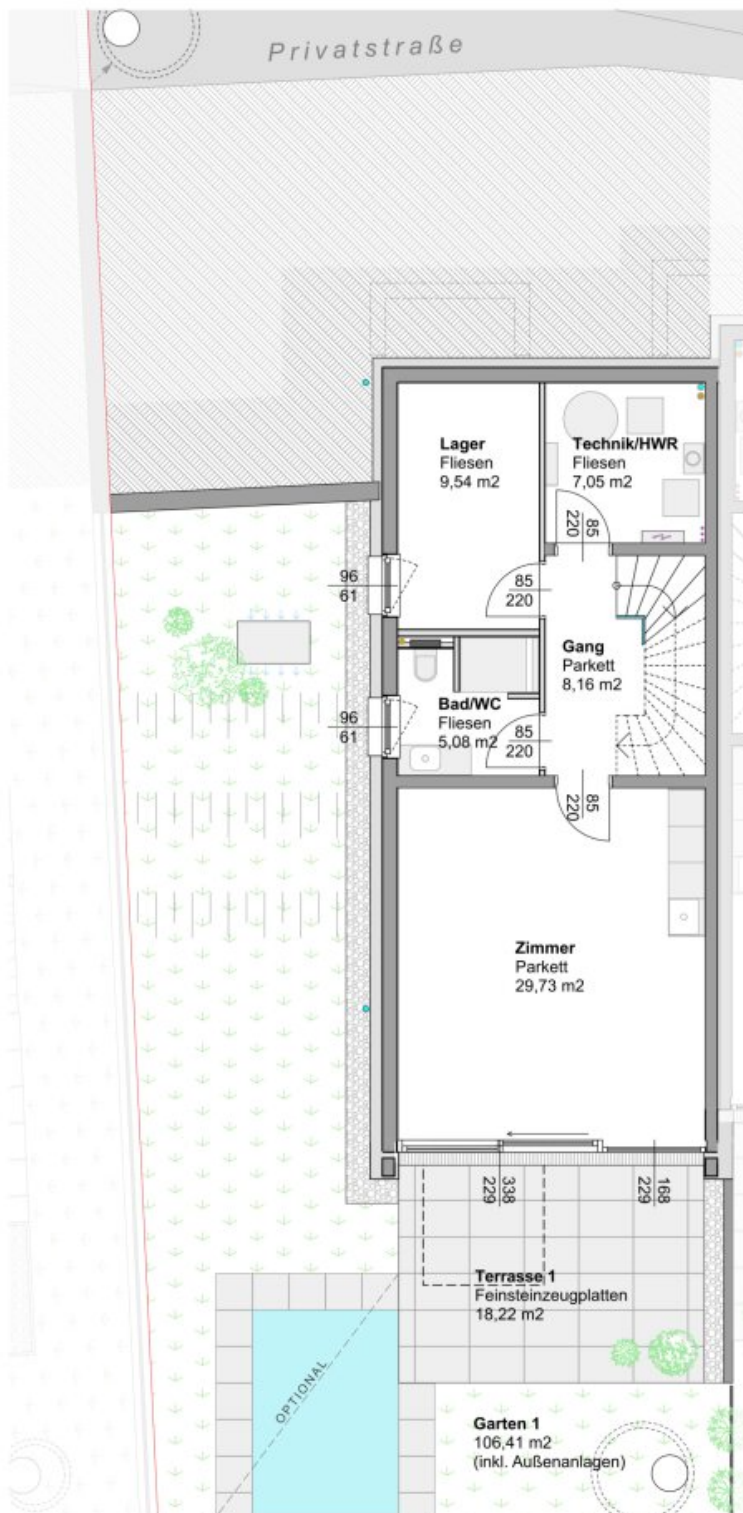 Privatstraße
Lager
Fliesen
9,54 m2
Technik/HWR
Fliesen
7,05 m2
85
220
96
61
85
220
Gang
Parkett
8,16 m2
Bad/WC
Fliesen
5,08 m2
96
61
85
220
85
220
Zimmer
Parkett
29,73 m2
338
229
168
229
Terrasse 1
Feinsteinzeugplatten
18,22 m2
OPTIONAL
Garten 1
106,41 m2
(inkl. Außenanlagen)